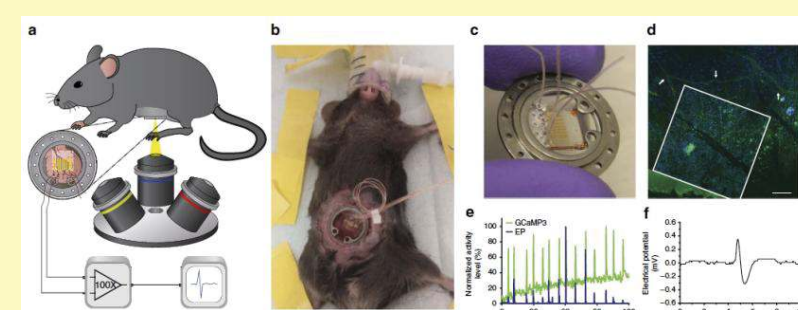 a
b
c
d
100X
e
GCaMP3
EP
Normalized activity
level (%)
100
80
60
40
20
0
f
Electrical potential
(mV)
0.6
0.4
0.2
0.0
−0.2
−0.4
−0.6